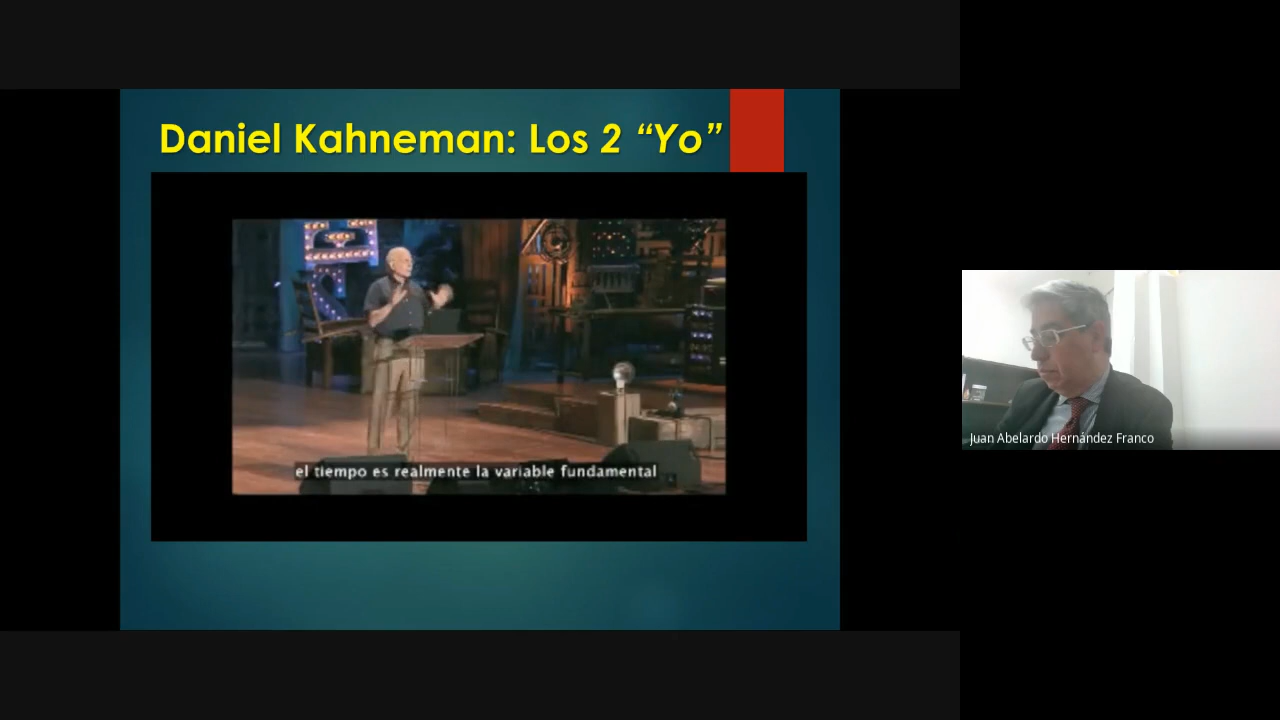 Daniel Kahneman: Los 2 “Yo”
el tiempo es realmente la variable fundamental
Juan Abelardo Hernández Franco